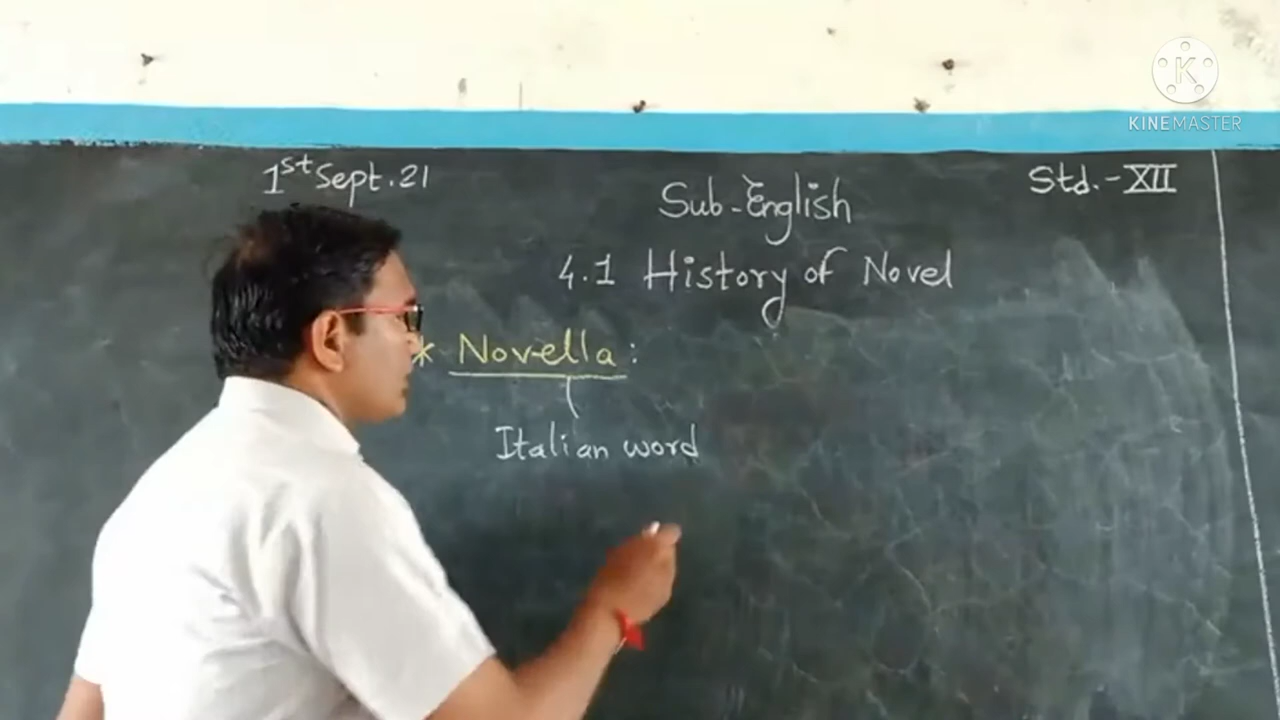 K
KINEMASTER
1st Sept. 21
Std. - XII
Sub - English
4.1 History of Novel
* Novella :
Italian word